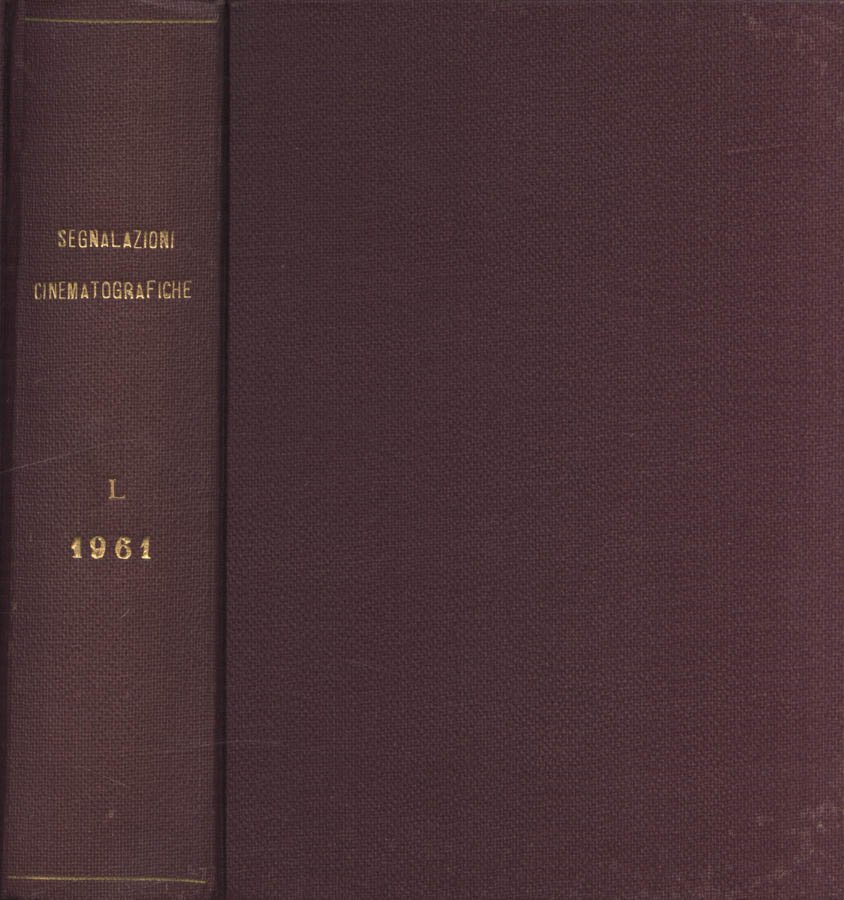 SEGNALAZIONI
CINEMATOGRAFICHE
L
1961